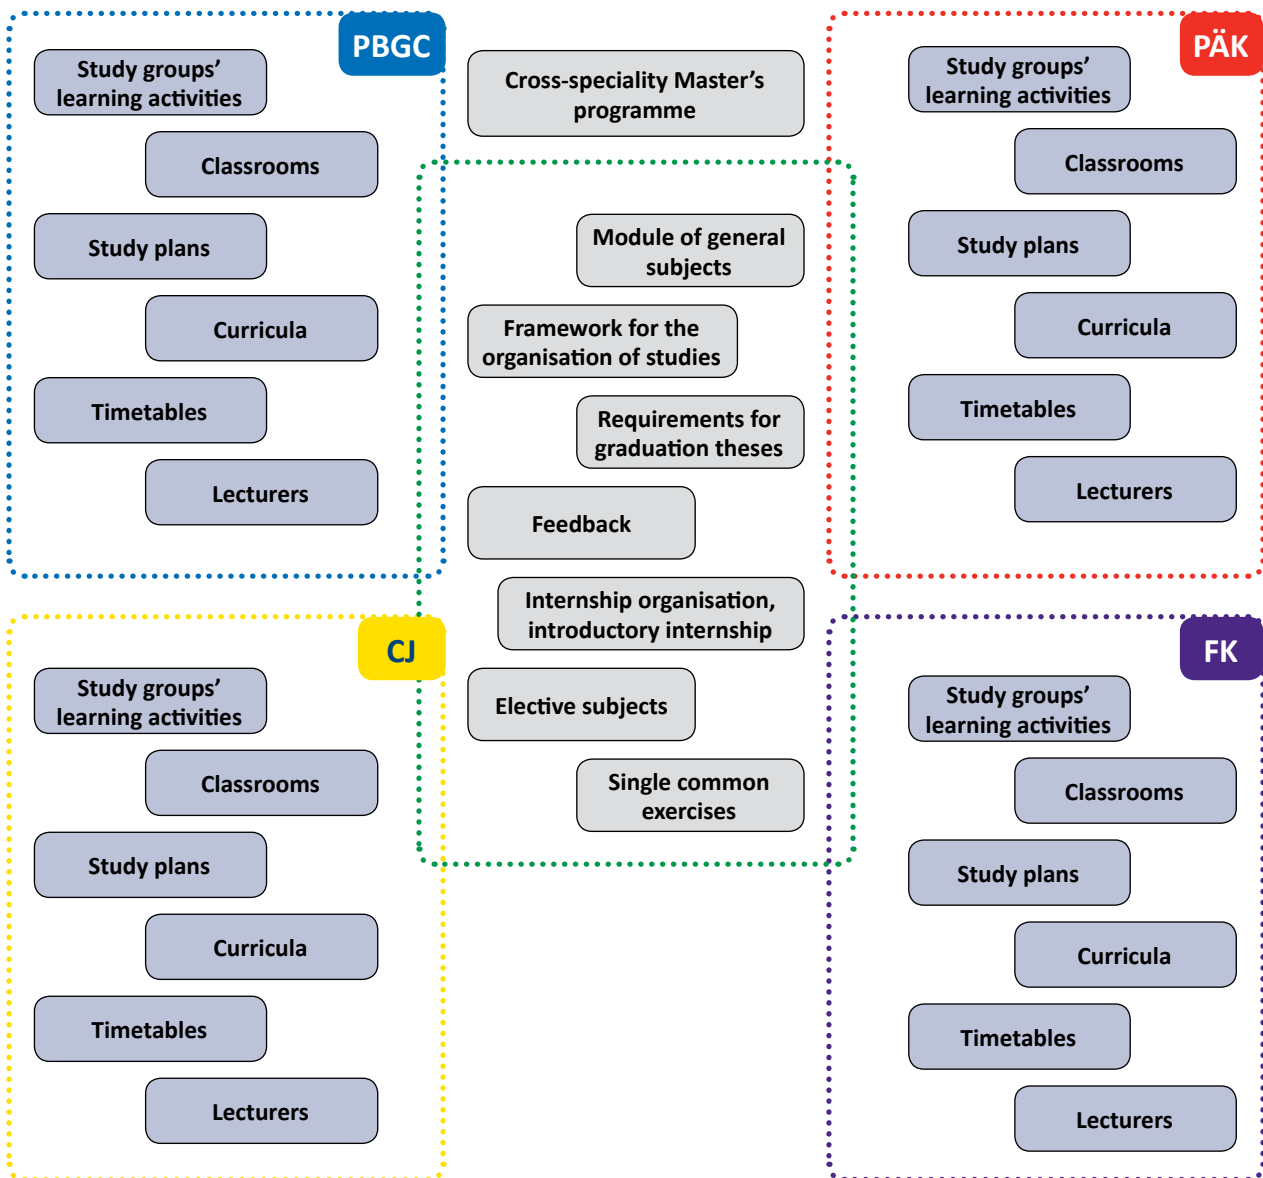 PBGC
Study groups’
learning activities
Classrooms
Study plans
Curricula
Timetables
Lecturers
Cross-speciality Master’s
programme
Module of general
subjects
Framework for the
organisation of studies
Requirements for
graduation theses
Feedback
Internship organisation,
introductory internship
Elective subjects
Single common
exercises
PÄK
Study groups’
learning activities
Classrooms
Study plans
Curricula
Timetables
Lecturers
CJ
Study groups’
learning activities
Classrooms
Study plans
Curricula
Timetables
Lecturers
FK
Study groups’
learning activities
Classrooms
Study plans
Curricula
Timetables
Lecturers